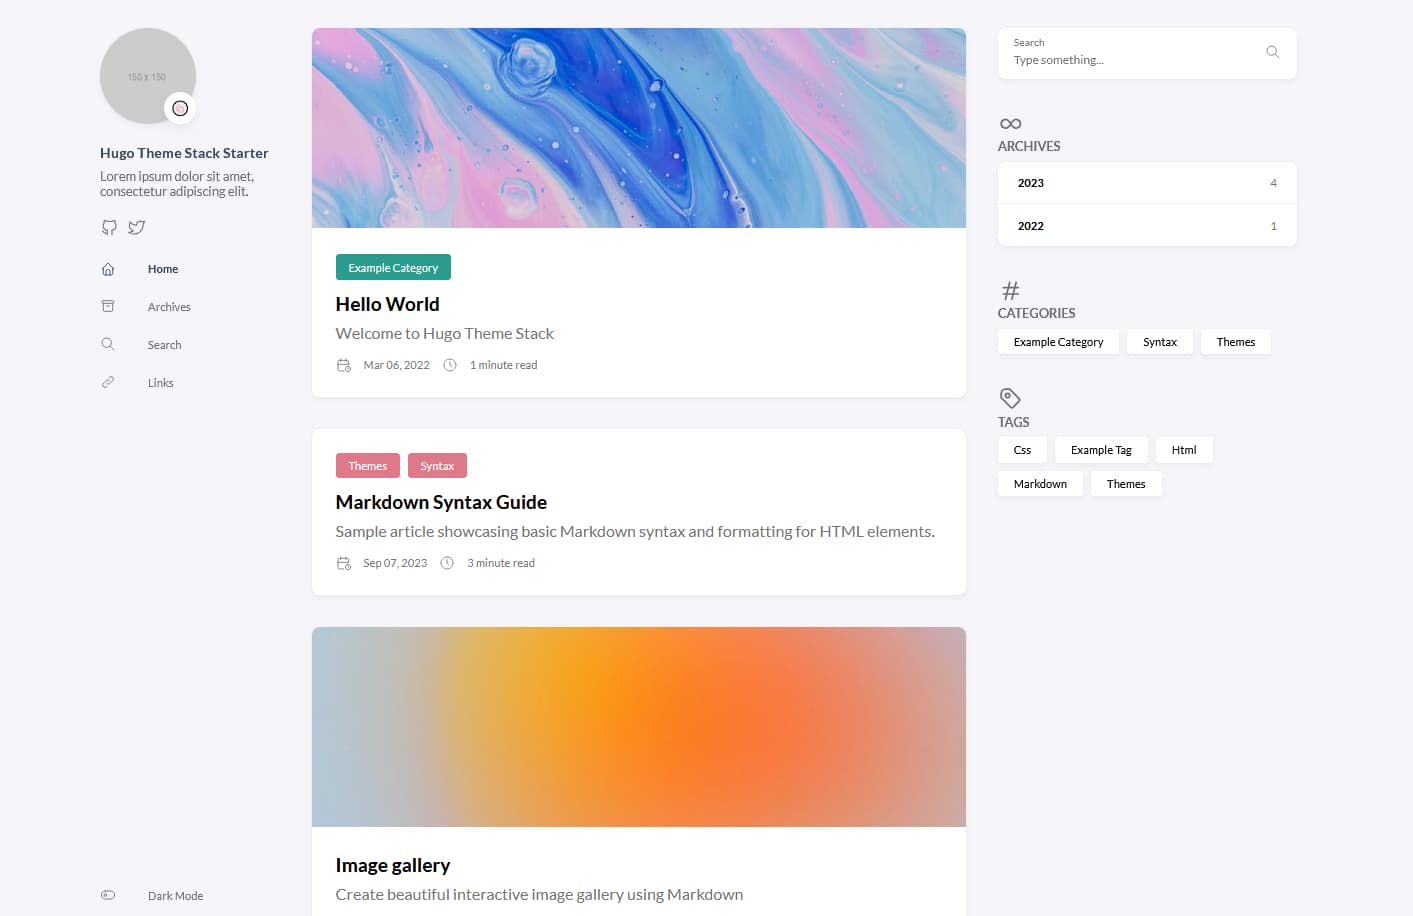 150 x 150
Hugo Theme Stack Starter
Lorem ipsum dolor sit amet,
consectetur adipiscing elit.
Home
Archives
Search
Links
Dark Mode
Example Category
Hello World
Welcome to Hugo Theme Stack
Mar 06, 2022 1 minute read
Themes Syntax
Markdown Syntax Guide
Sample article showcasing basic Markdown syntax and formatting for HTML elements.
Sep 07, 2023 3 minute read
Image gallery
Create beautiful interactive image gallery using Markdown
Search
Type something...
ARCHIVES
2023 4
2022 1
CATEGORIES
Example Category Syntax Themes
TAGS
Css Example Tag Html
Markdown Themes